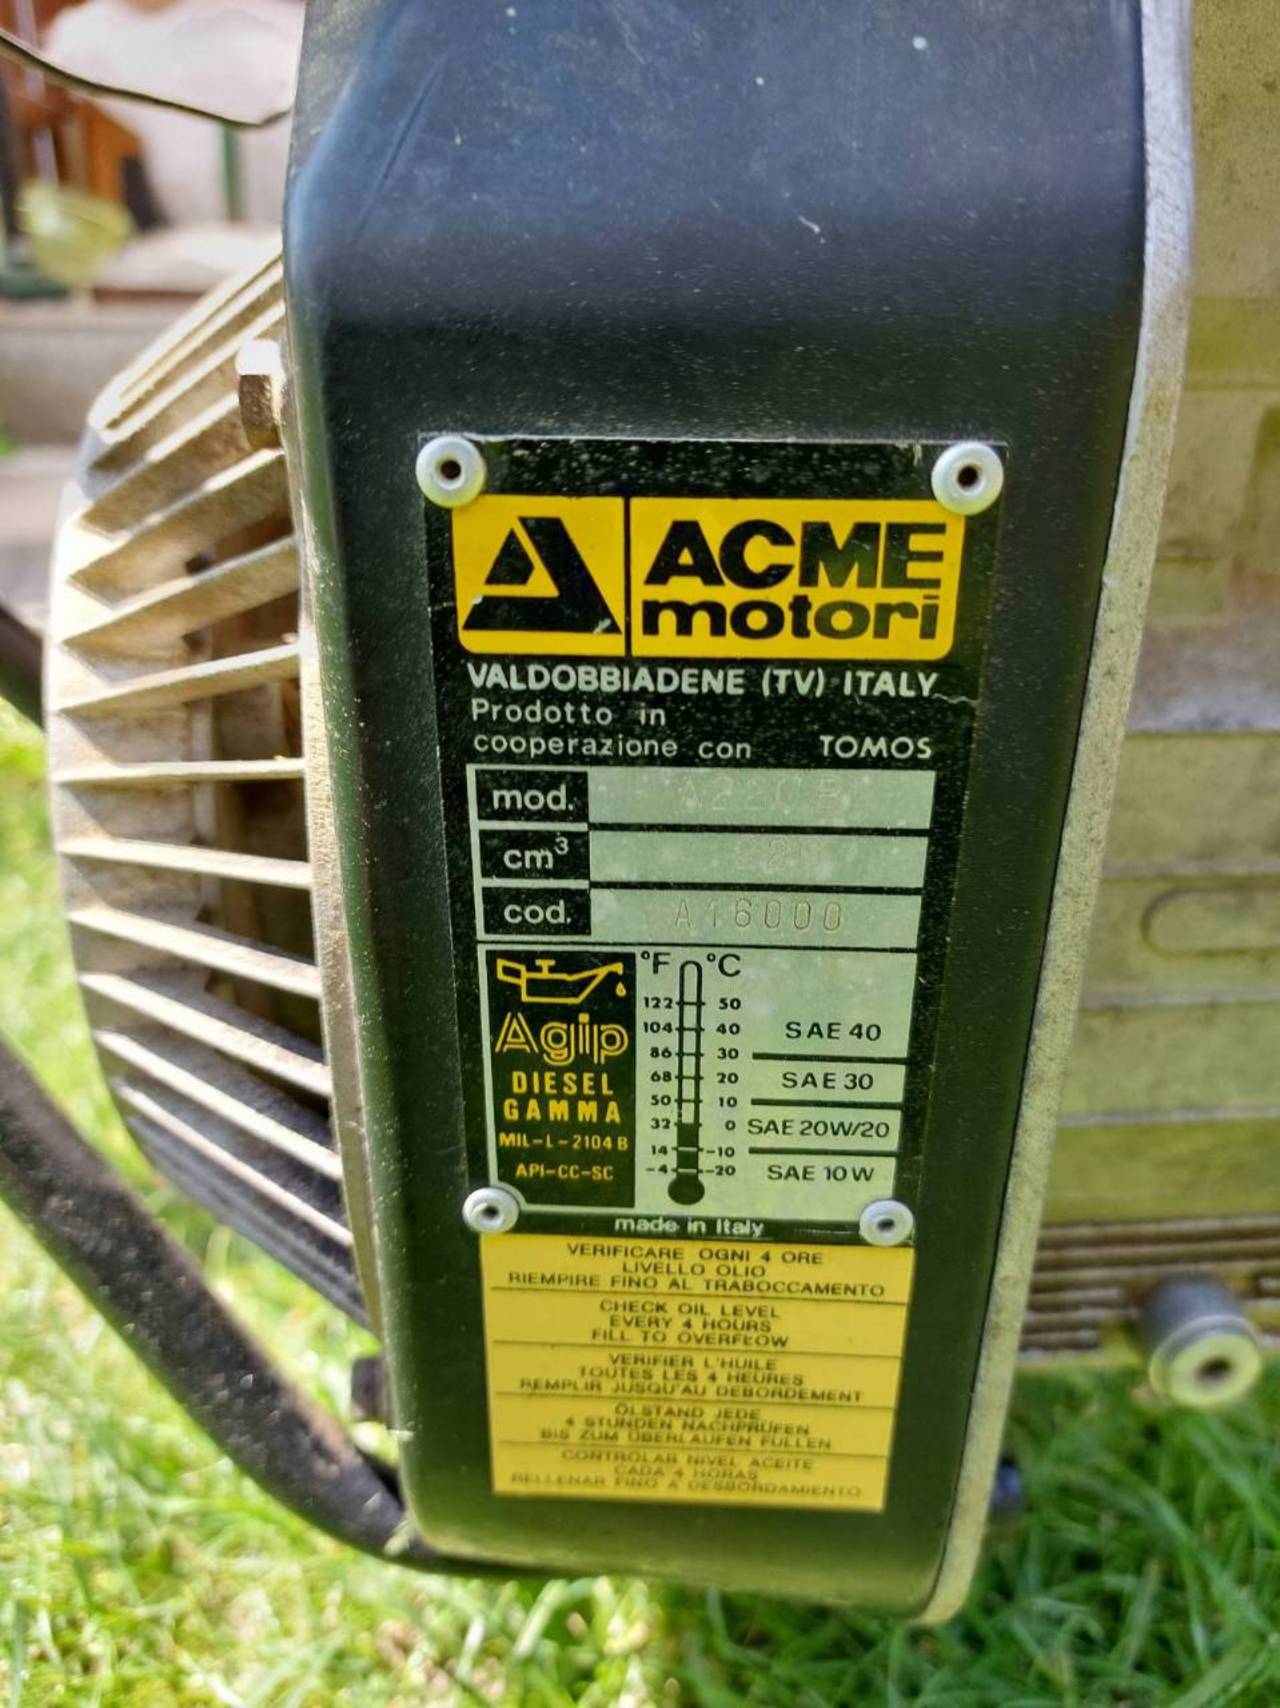 ACME
motori
VALDOBBIADENE (TV) ITALY
Prodotto in
cooperazione con TOMOS
mod.
cm³
cod. A16000
°F °C
122 50
104 40 SAE 40
86 30
68 20 SAE 30
50 10
32 0 SAE 20W/20
14 -10
-4 -20 SAE 10W
Agip
DIESEL
GAMMA
MIL-L-2104 B
API-CC-SC
made in Italy
VERIFICARE OGNI 4 ORE
LIVELLO OLIO
RIEMPIRE FINO AL TRABOCCAMENTO
CHECK OIL LEVEL
EVERY 4 HOURS
FILL TO OVERFLOW
VERIFIER L'HUILE
TOUTES LES 4 HEURES
REMPLIR JUSQU'AU DEBORDEMENT
ÖLSTAND JEDE
4 STUNDEN NACHPRÜFEN
BIS ZUM ÜBERLAUFEN FÜLLEN
CONTROLAR NIVEL ACEITE
CADA 4 HORAS
RELLENAR FINO A DESBORDAMIENTO